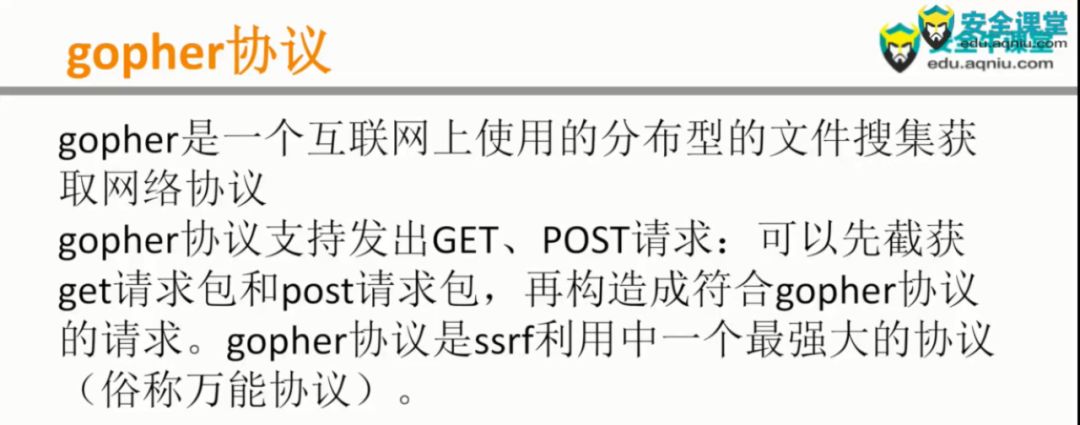 gopher协议
安全课堂
edu.aqniu.com
安全牛课堂
edu.aqniu.com
gopher是一个互联网上使用的分布型的文件搜集获
取网络协议
gopher协议支持发出GET、POST请求：可以先截获
get请求包和post请求包，再构造成符合gopher协议
的请求。gopher协议是ssrf利用中一个最强大的协议
（俗称万能协议）。